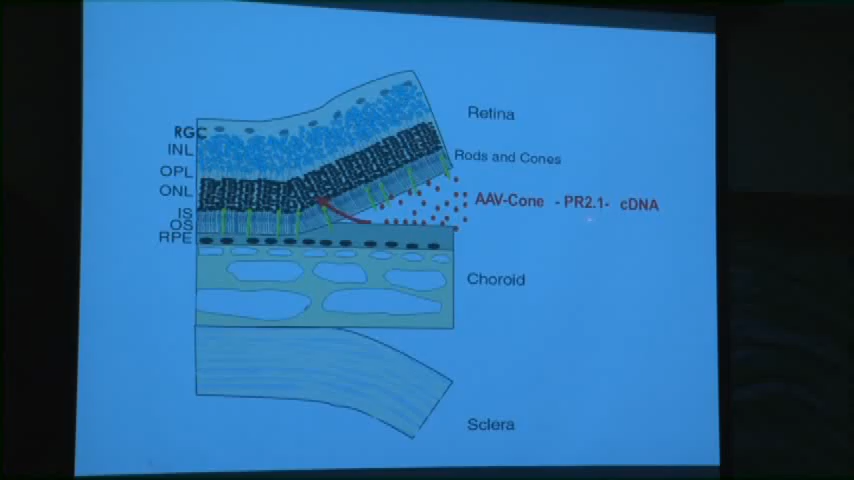 Retina
RGC
INL
Rods and Cones
OPL
ONL
AAV-Cone - PR2.1- cDNA
IS
OS
RPE
Choroid
Sclera